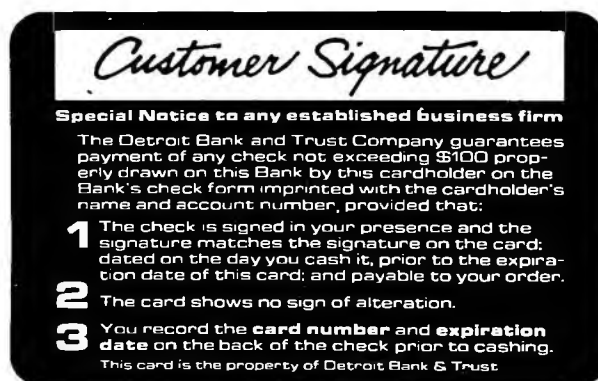 Customer Signature
Special Notice to any established business firm
The Detroit Bank and Trust Company guarantees
payment of any check not exceeding $100 prop-
erly drawn on this Bank by this cardholder on the
Bank's check form imprinted with the cardholder's
name and account number, provided that:
1 The check is signed in your presence and the
signature matches the signature on the card;
dated on the day you cash it, prior to the expira-
tion date of this card; and payable to your order.
2 The card shows no sign of alteration.
3 You record the card number and expiration
date on the back of the check prior to cashing.
This card is the property of Detroit Bank & Trust